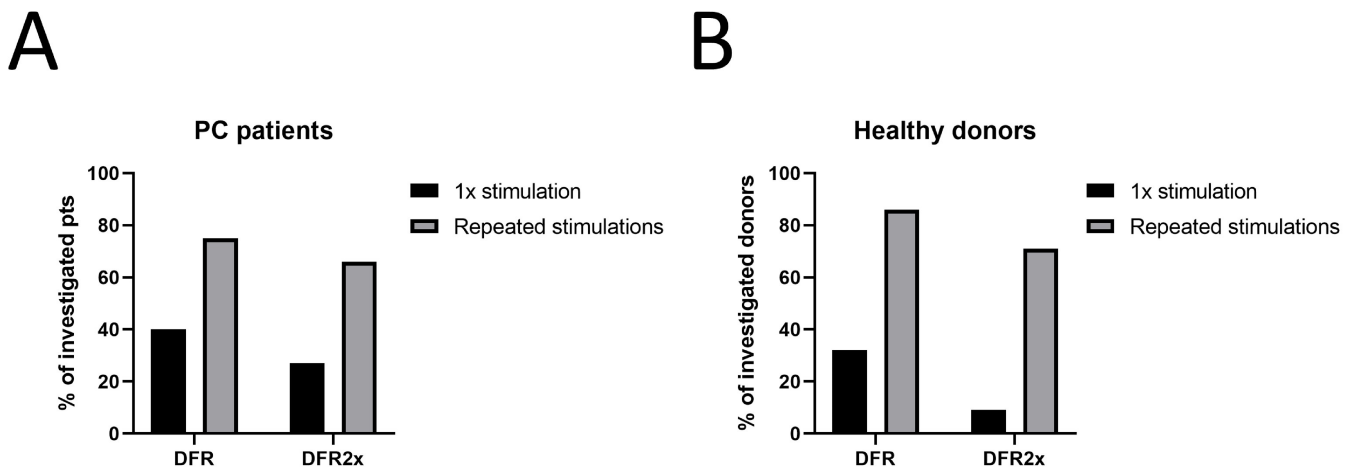 A
PC patients
% of investigated pts
100
80
60
40
20
0
DFR
DFR2x
1x stimulation
Repeated stimulations
B
Healthy donors
% of investigated donors
100
80
60
40
20
0
DFR
DFR2x
1x stimulation
Repeated stimulations